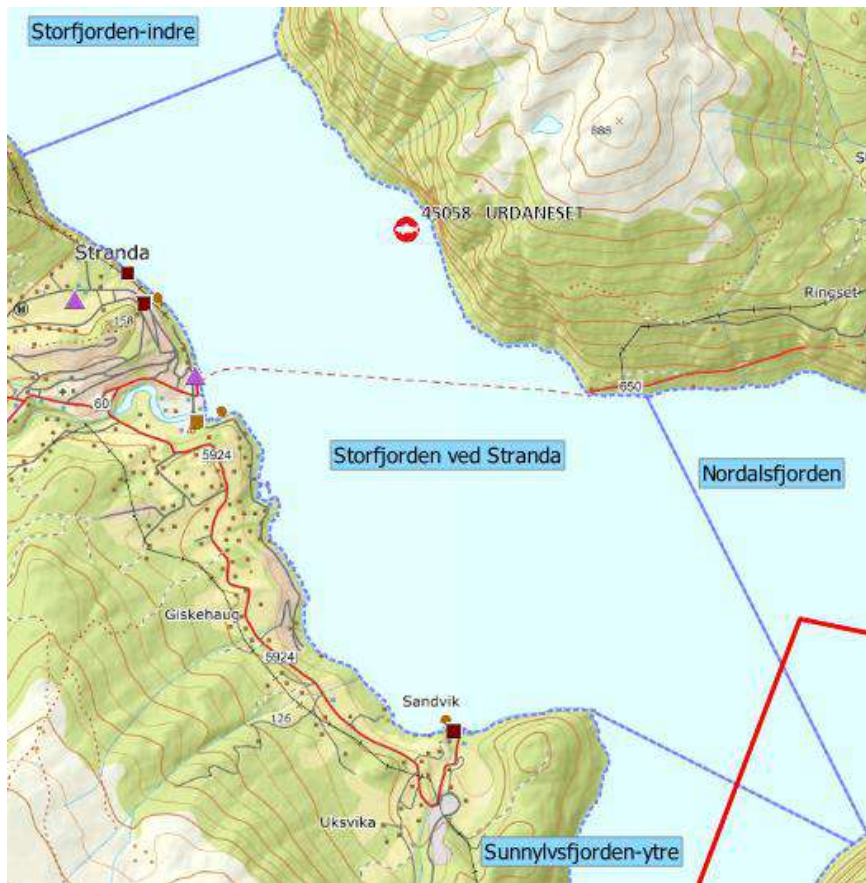 Storfjorden-indre
888
45058 URDANESET
Stranda
Ringset
158
650
60
5924
Storfjorden ved Stranda
Nordalsfjorden
Giskehaug
5924
Sandvik
126
Uksvika
Sunnylvsfjorden-ytre